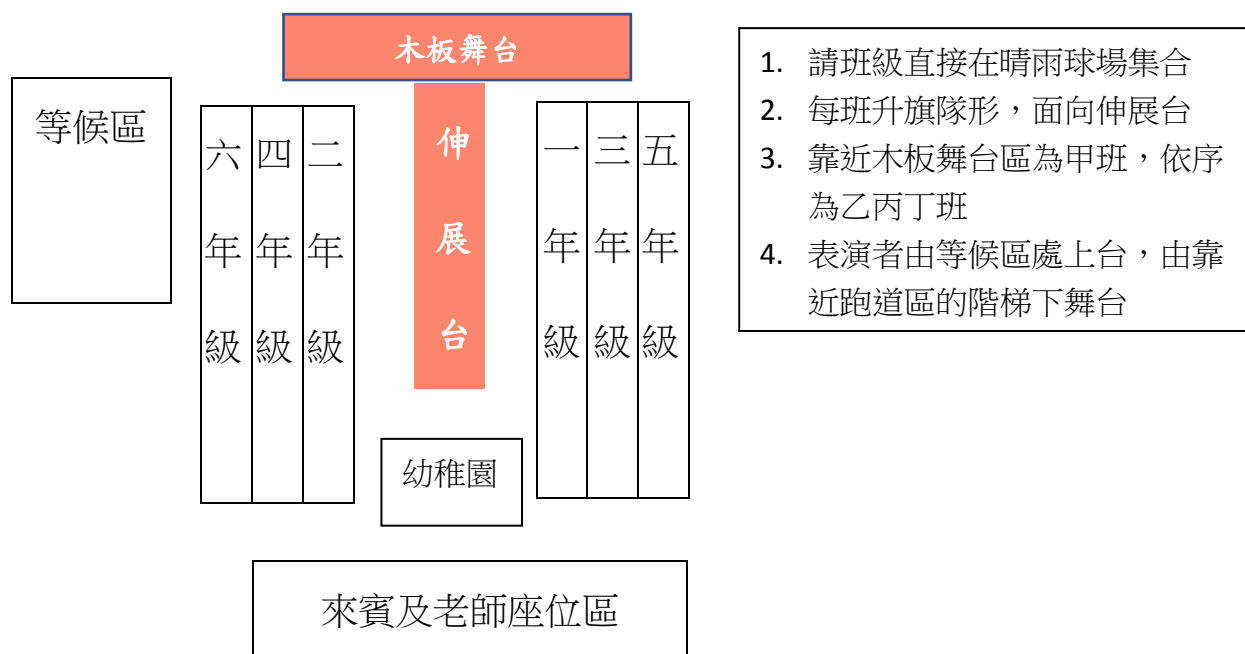 木板舞台
等候區
六年級
四年級
二年級
伸展台
一年級
三年級
五年級
幼稚園
來賓及老師座位區
1. 請班級直接在晴雨球場集合
2. 每班升旗隊形，面向伸展台
3. 靠近木板舞台區為甲班，依序
為乙丙丁班
4. 表演者由等候區處上台，由靠
近跑道區的階梯下舞台